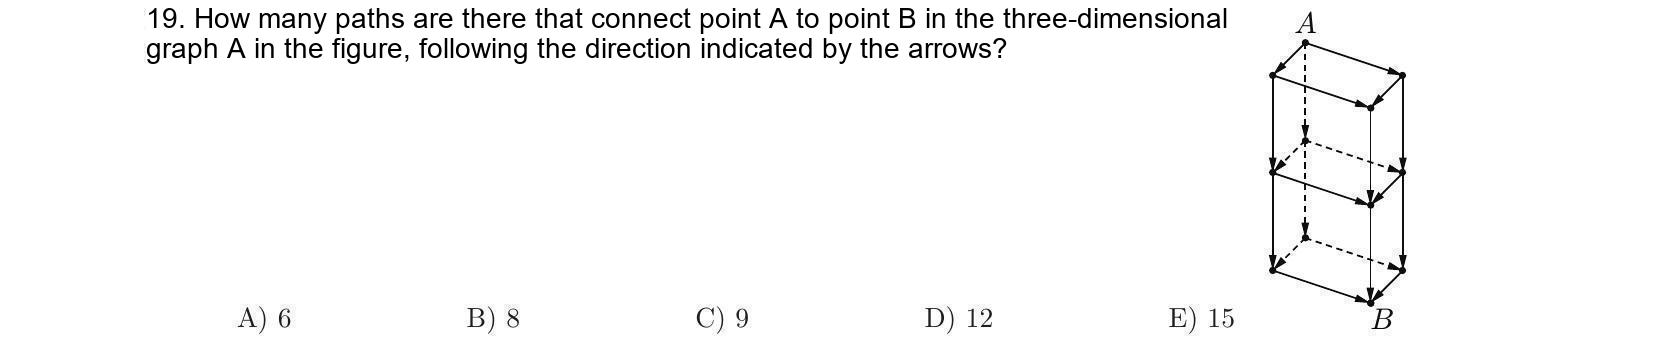 19. How many paths are there that connect point A to point B in the three-dimensional
graph A in the figure, following the direction indicated by the arrows?
A
A) 6
B) 8
C) 9
D) 12
E) 15
B